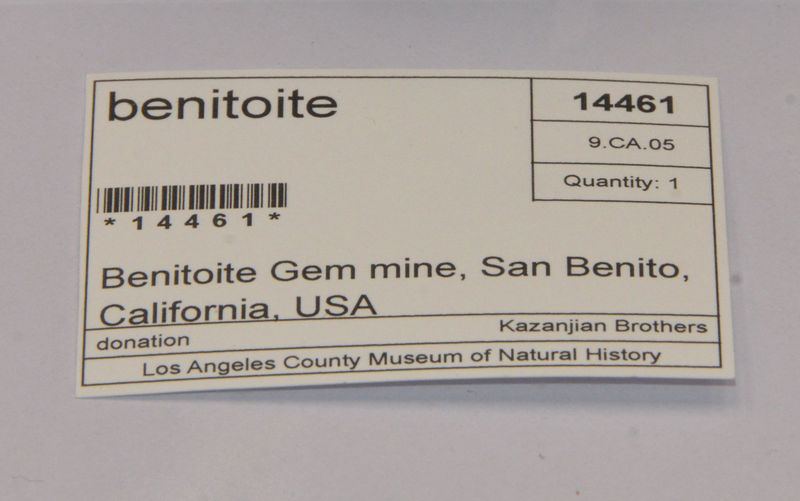 benitoite
14461
9.CA.05
Quantity: 1
*14461*
Benitoite Gem mine, San Benito,
California, USA
donation
Kazanjian Brothers
Los Angeles County Museum of Natural History